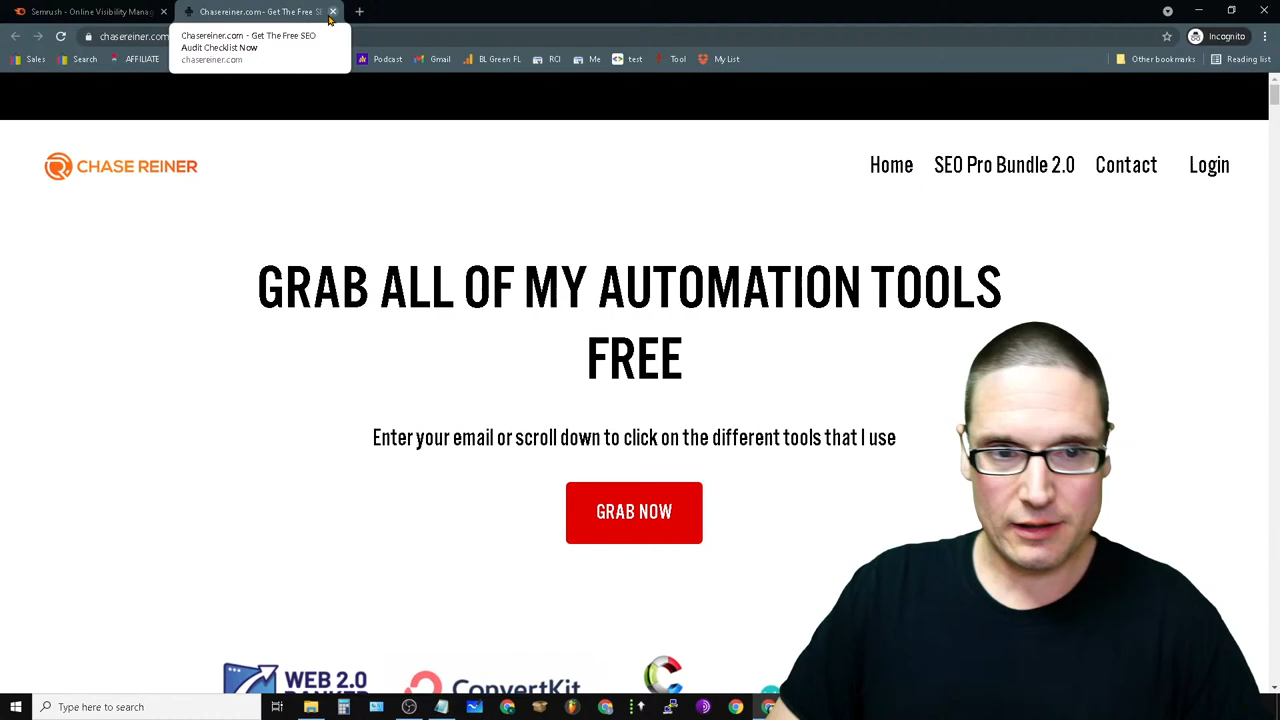 Semrush - Online Visibility Manag
Chasereiner.com - Get The Free S
chasereiner.com
Incognito
Chasereiner.com - Get The Free SEO
Audit Checklist Now
chasereiner.com
Sales
Search
AFFILIATE
Podcast
Gmail
BL Green FL
RCI
Me
test
Tool
My List
Other bookmarks
Reading list
CHASE REINER
Home
SEO Pro Bundle 2.0
Contact
Login
GRAB ALL OF MY AUTOMATION TOOLS
FREE
Enter your email or scroll down to click on the different tools that I use
GRAB NOW
WEB 2.0
RANKER
ConvertKit
Type here to search